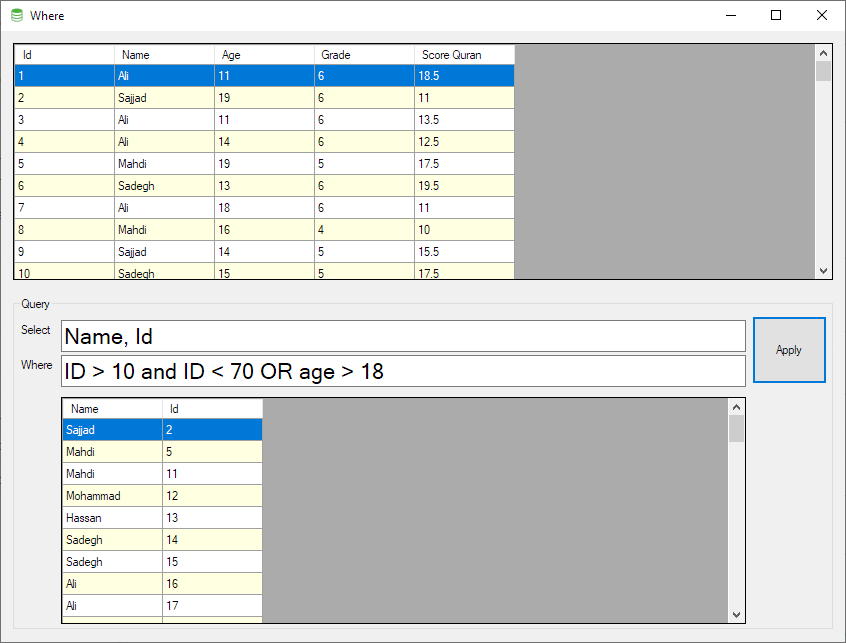 Where
Id Name Age Grade Score Quran
1 Ali 11 6 18.5
2 Sajjad 19 6 11
3 Ali 11 6 13.5
4 Ali 14 6 12.5
5 Mahdi 19 5 17.5
6 Sadegh 13 6 19.5
7 Ali 18 6 11
8 Mahdi 16 4 10
9 Sajjad 14 5 15.5
10 Sadegh 15 5 17.5
Query
Select Name, Id
Apply
Where ID > 10 and ID < 70 OR age > 18
Name Id
Sajjad 2
Mahdi 5
Mahdi 11
Mohammad 12
Hassan 13
Sadegh 14
Sadegh 15
Ali 16
Ali 17